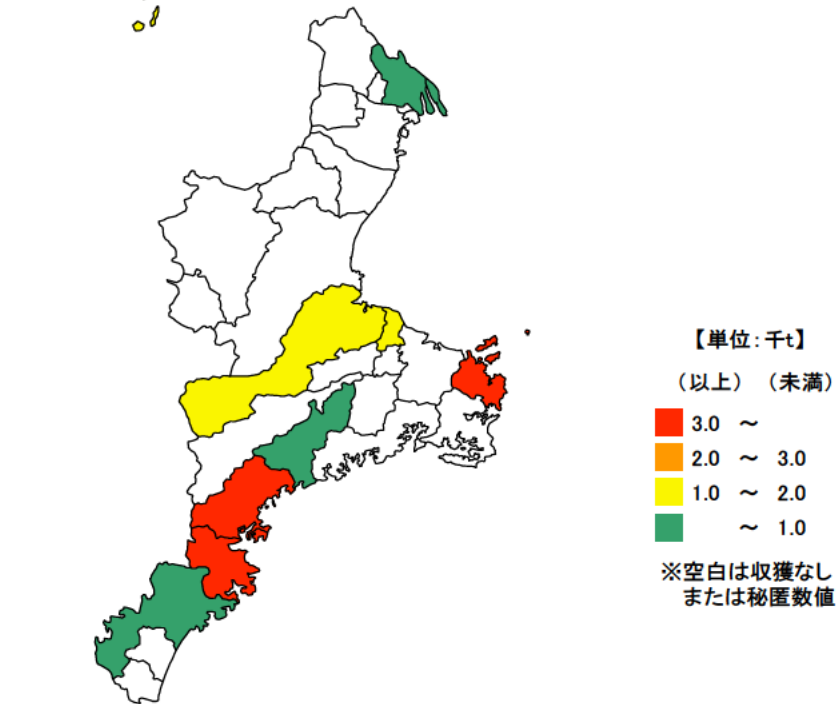 【単位:千t】
（以上）（未満）
3.0 ～
2.0 ～ 3.0
1.0 ～ 2.0
～ 1.0
※空白は収獲なし
または秘匿数値